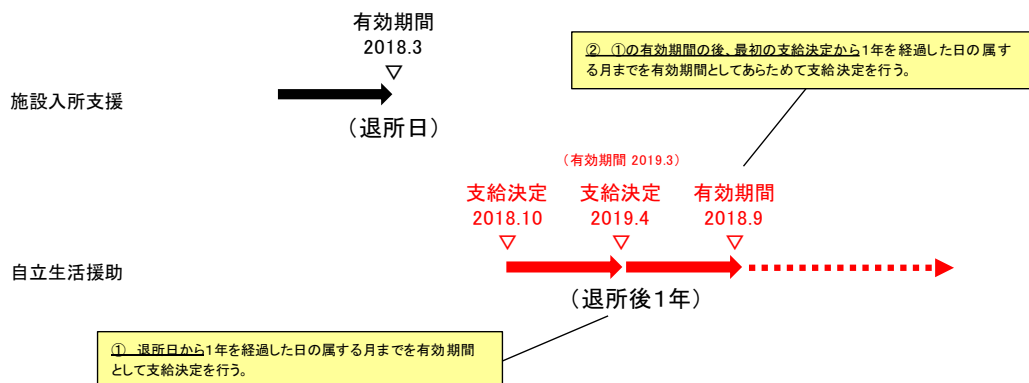 有効期間
2018.3
▽
② ①の有効期間の後、最初の支給決定から1年を経過した日の属す
る月までを有効期間としてあらためて支給決定を行う。
施設入所支援
（退所日）
（有効期間 2019.3）
支給決定 支給決定 有効期間
2018.10 2019.4 2018.9
▽ ▽ ▽
自立生活援助
（退所後1年）
① 退所日から1年を経過した日の属する月までを有効期間
として支給決定を行う。